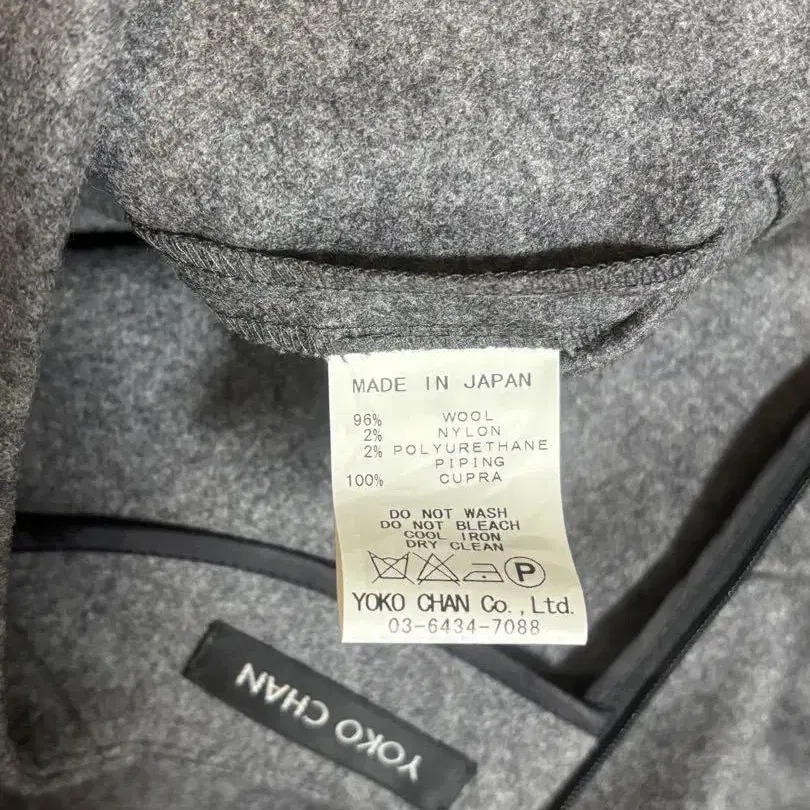 MADE IN JAPAN
96% WOOL
2% NYLON
2% POLYURETHANE
PIPING
100% CUPRA
DO NOT WASH
DO NOT BLEACH
COOL IRON
DRY CLEAN
P
YOKO CHAN Co.,Ltd.
03-6434-7088
YOKO CHAN